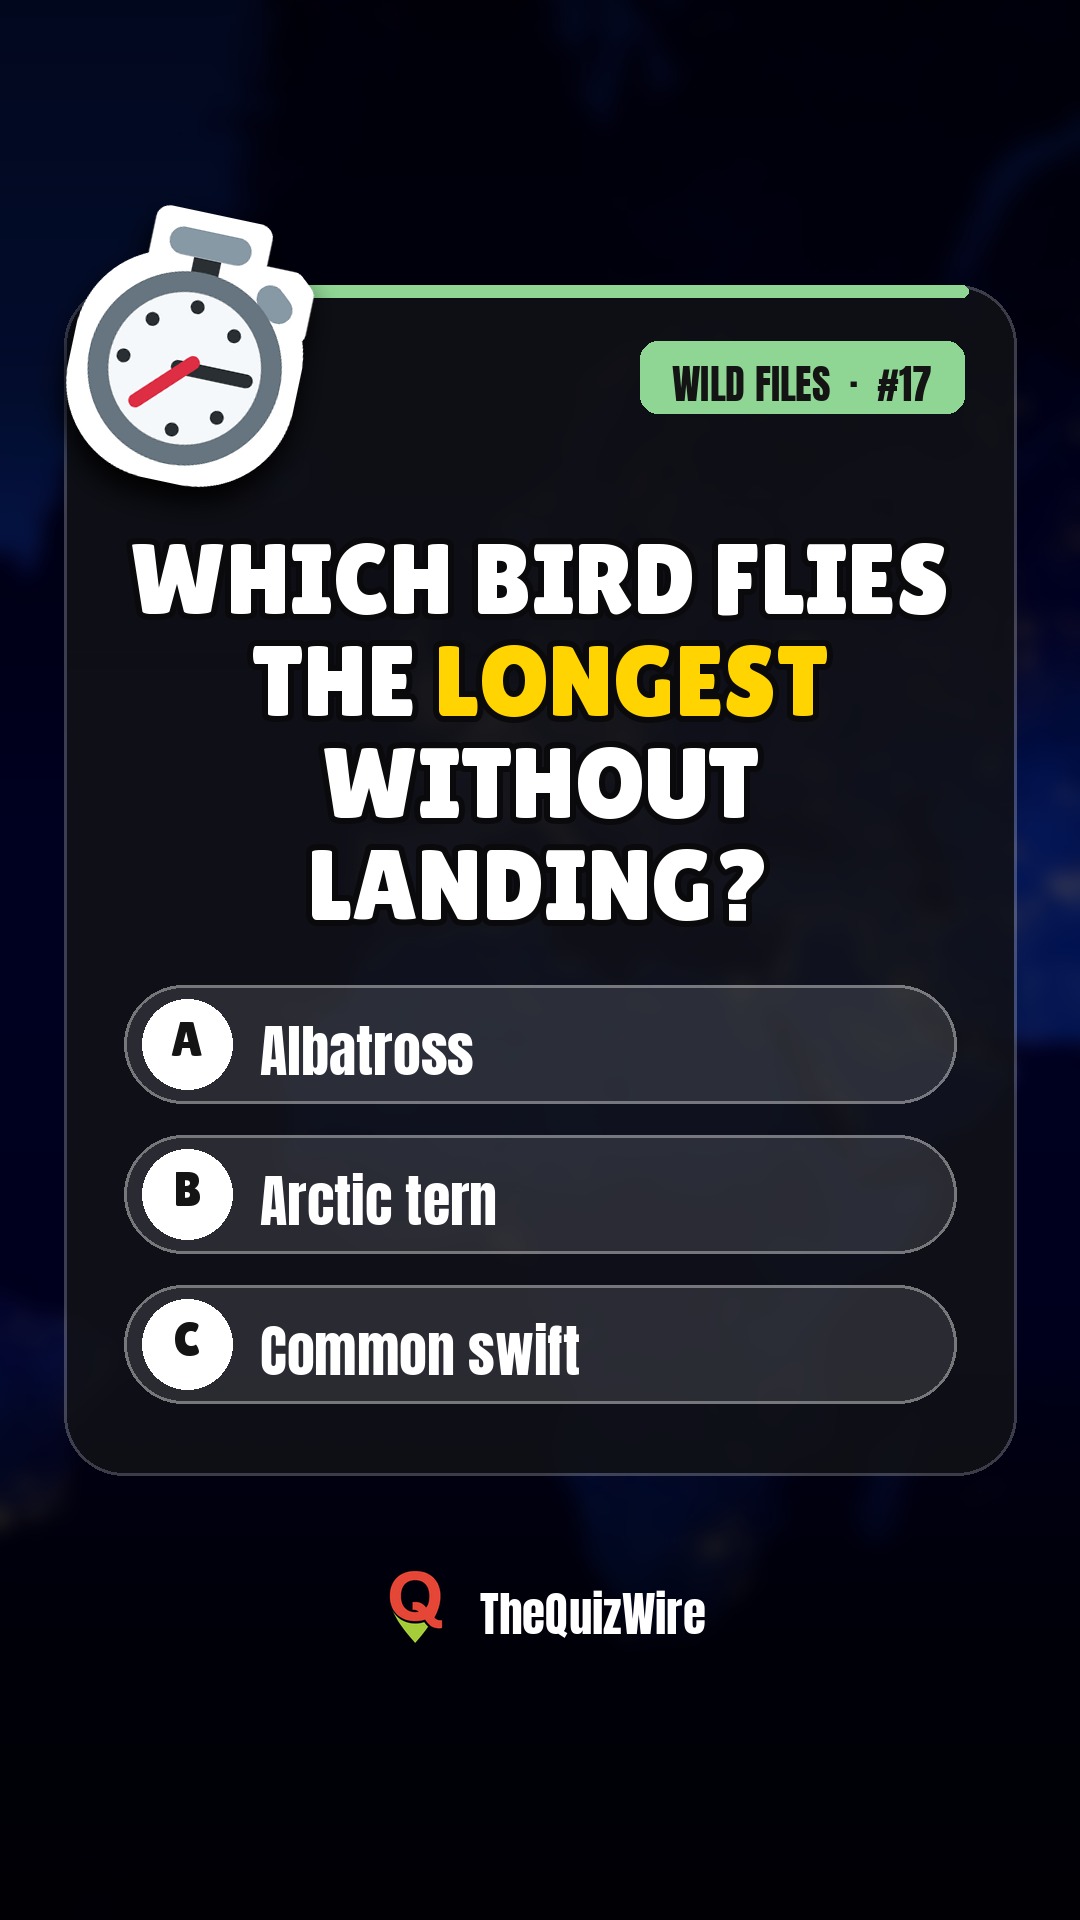 WILD FILES · #17
WHICH BIRD FLIES
THE LONGEST
WITHOUT
LANDING?
A Albatross
B Arctic tern
C Common swift
Q TheQuizWire